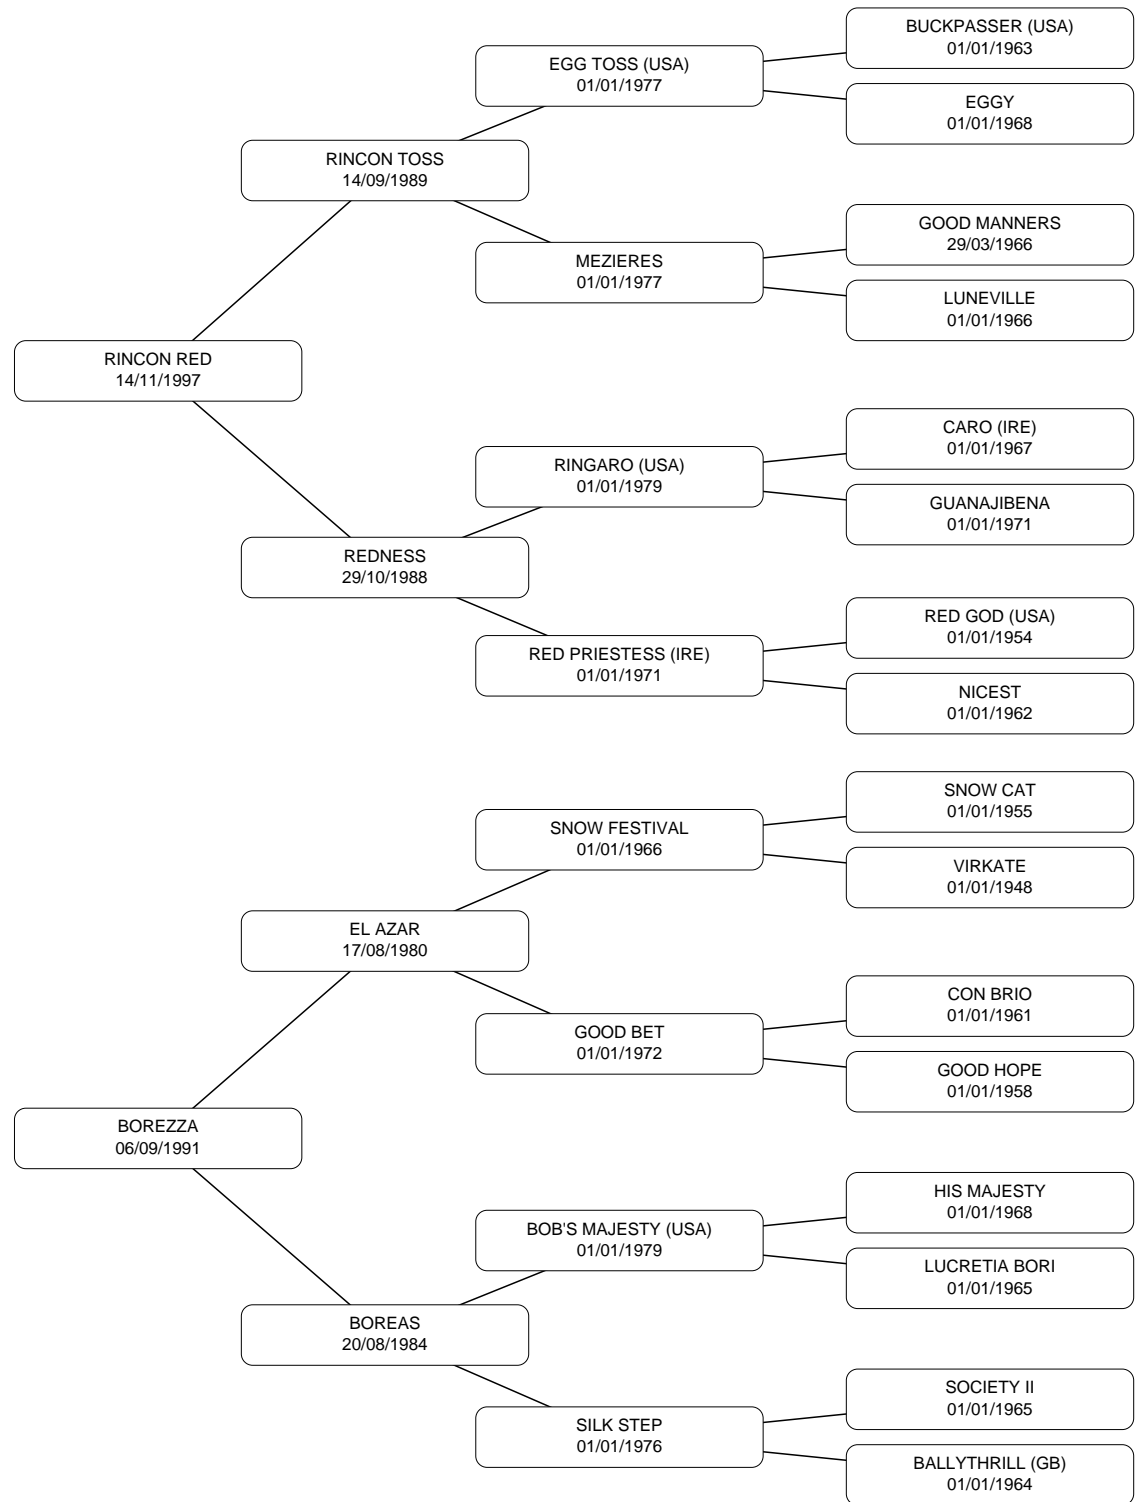 BUCKPASSER (USA)
01/01/1963
EGG TOSS (USA)
01/01/1977
EGGY
01/01/1968
RINCON TOSS
14/09/1989
GOOD MANNERS
29/03/1966
MEZIERES
01/01/1977
LUNEVILLE
01/01/1966
RINCON RED
14/11/1997
CARO (IRE)
01/01/1967
RINGARO (USA)
01/01/1979
GUANAJIBENA
01/01/1971
REDNESS
29/10/1988
RED GOD (USA)
01/01/1954
RED PRIESTESS (IRE)
01/01/1971
NICEST
01/01/1962
SNOW CAT
01/01/1955
SNOW FESTIVAL
01/01/1966
VIRKATE
01/01/1948
EL AZAR
17/08/1980
CON BRIO
01/01/1961
GOOD BET
01/01/1972
GOOD HOPE
01/01/1958
BOREZZA
06/09/1991
HIS MAJESTY
01/01/1968
BOB'S MAJESTY (USA)
01/01/1979
LUCRETIA BORI
01/01/1965
BOREAS
20/08/1984
SOCIETY II
01/01/1965
SILK STEP
01/01/1976
BALLYTHRILL (GB)
01/01/1964